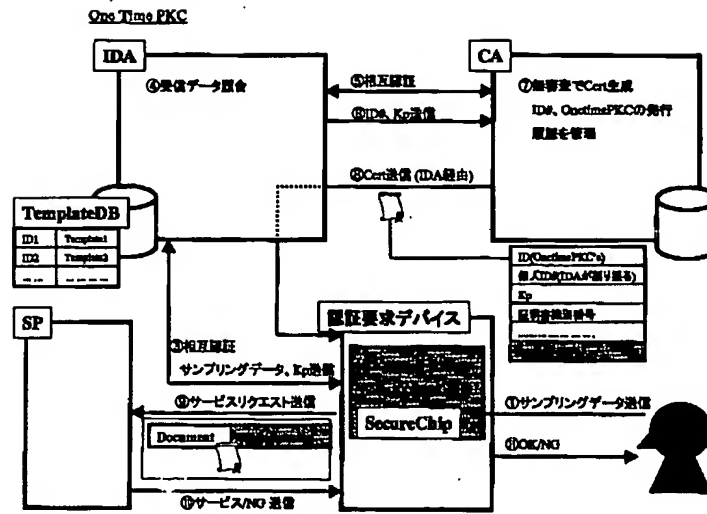 One Time PKC
IDA
CA
④受信データ照合
⑤相互認証
⑥ID#、Kp送信
⑦無審査でCert生成
ID#、OnetimePKCの発行
履歴を管理
⑧Cert送信 (IDA経由)
TemplateDB
ID1 Template1
ID2 Template2
ID(OnetimePKC's)
個人ID#(IDAが割り振る)
Kp
証明書識別番号
SP
認証要求デバイス
相互認証
サンプリングデータ、Kp送信
⑨サービスリクエスト送信
①サンプリングデータ送信
SecureChip
Document
OK/NG
サービス/NG 送信